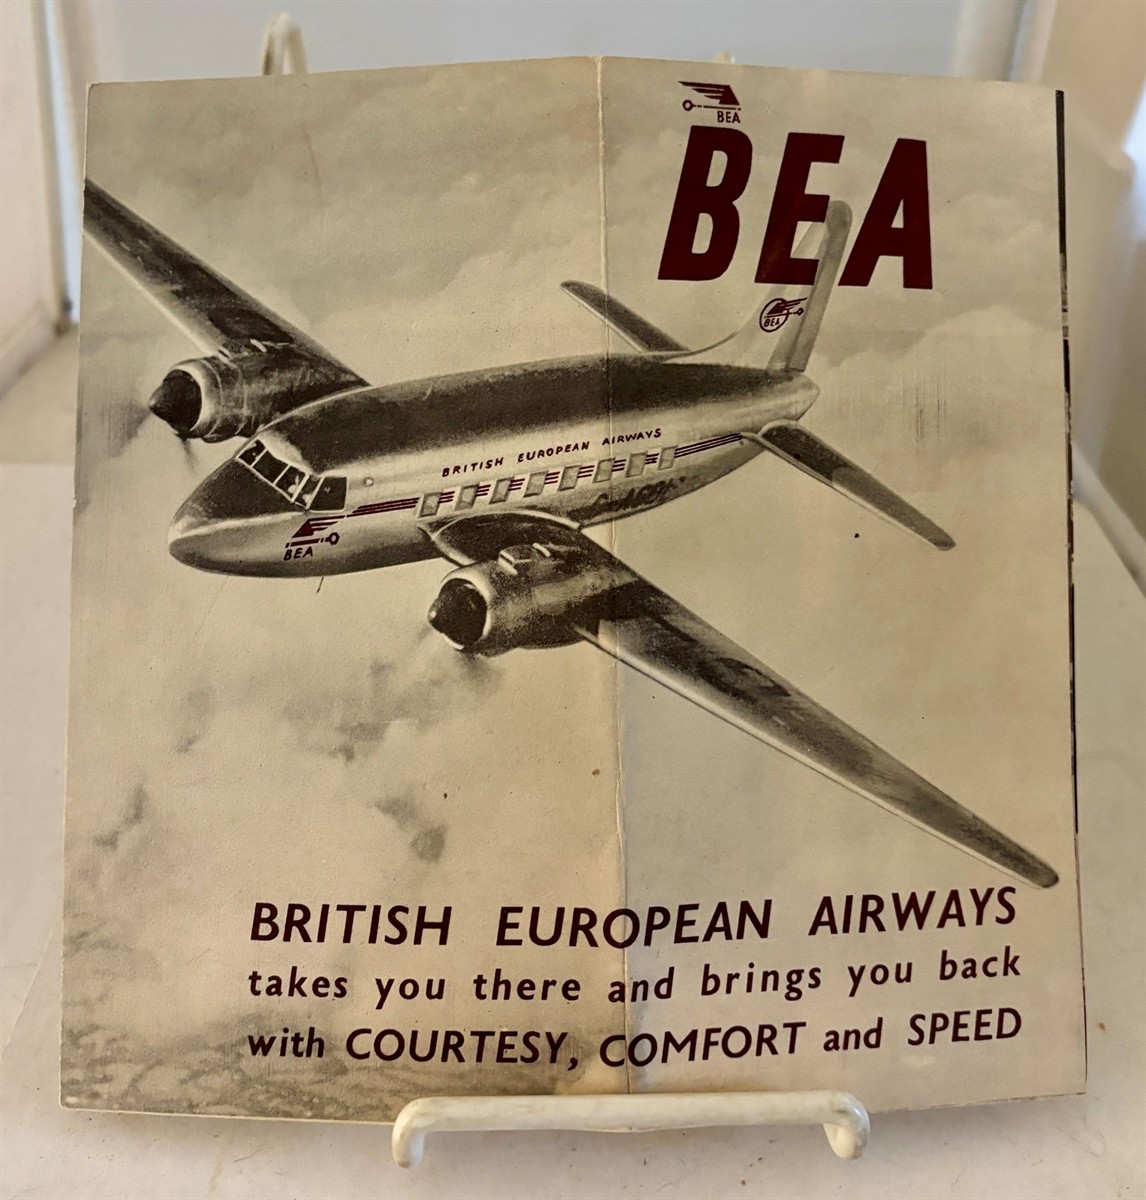 BEA
BEA
BEA
BRITISH EUROPEAN AIRWAYS
BEA
BRITISH EUROPEAN AIRWAYS
takes you there and brings you back
with COURTESY, COMFORT and SPEED